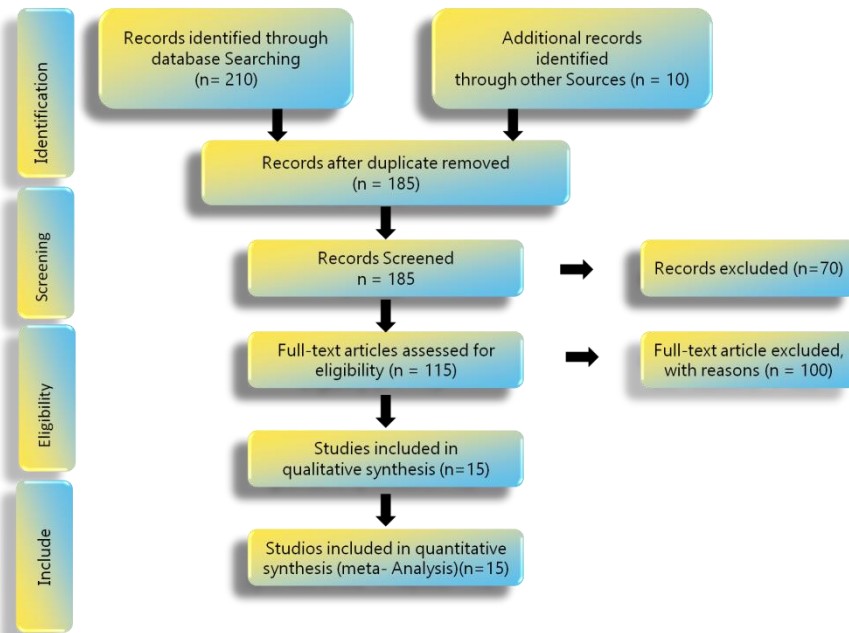 Identification
Records identified through
database Searching
(n= 210)
Additional records
identified
through other Sources (n = 10)
Records after duplicate removed
(n = 185)
Screening
Records Screened
n = 185
Records excluded (n=70)
Eligibility
Full-text articles assessed for
eligibility (n = 115)
Full-text article excluded,
with reasons (n = 100)
Studies included in
qualitative synthesis (n=15)
Include
Studios included in quantitative
synthesis (meta- Analysis)(n=15)